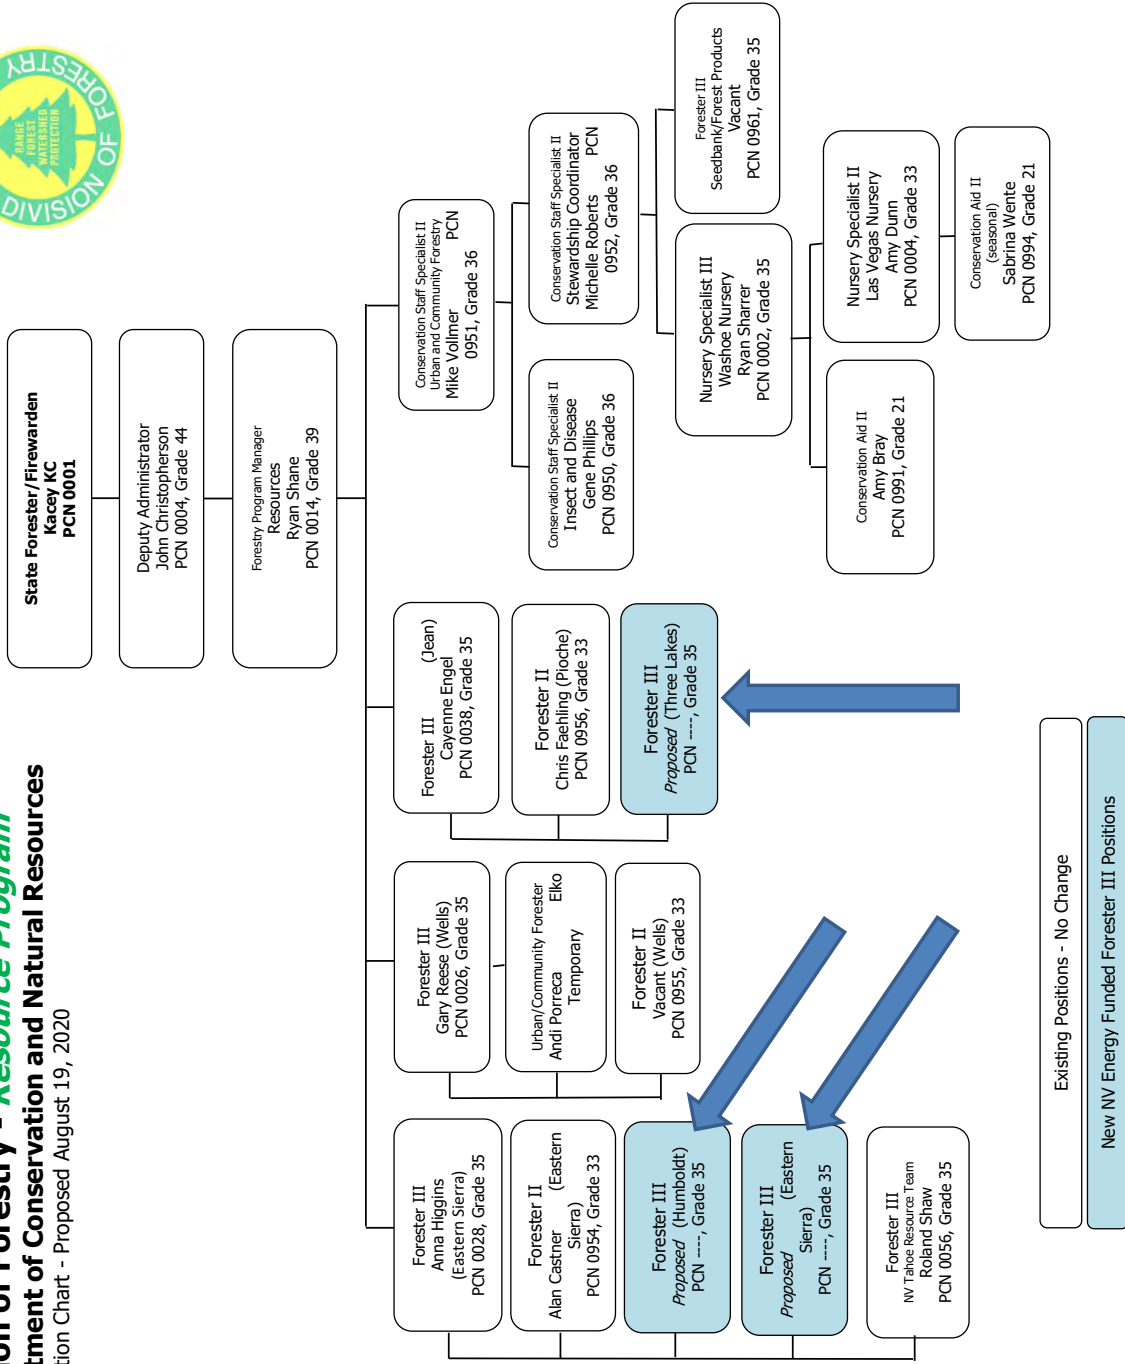 ion of Forestry - Resource Program
tment of Conservation and Natural Resources
tion Chart - Proposed August 19, 2020
DIVISION OF FORESTRY
RANGE
FOREST
WATERSHED
PROTECTION
State Forester/Firewarden
Kacey KC
PCN 0001
Deputy Administrator
John Christopherson
PCN 0004, Grade 44
Forestry Program Manager
Resources
Ryan Shane
PCN 0014, Grade 39
Forester III
Anna Higgins
(Eastern Sierra)
PCN 0028, Grade 35
Forester II
Alan Castner (Eastern
Sierra)
PCN 0954, Grade 33
Forester III
Proposed (Humboldt)
PCN ----, Grade 35
Forester III
Proposed (Eastern
Sierra)
PCN ----, Grade 35
Forester III
NV Tahoe Resource Team
Roland Shaw
PCN 0056, Grade 35
Forester III
Gary Reese (Wells)
PCN 0026, Grade 35
Urban/Community Forester
Andi Porreca Elko
Temporary
Forester II
Vacant (Wells)
PCN 0955, Grade 33
Forester III (Jean)
Cayenne Engel
PCN 0038, Grade 35
Forester II
Chris Faehling (Pioche)
PCN 0956, Grade 33
Forester III
Proposed (Three Lakes)
PCN ----, Grade 35
Conservation Staff Specialist II
Urban and Community Forestry
Mike Vollmer PCN
0951, Grade 36
Conservation Staff Specialist II
Insect and Disease
Gene Phillips
PCN 0950, Grade 36
Conservation Staff Specialist II
Stewardship Coordinator
Michelle Roberts PCN
0952, Grade 36
Nursery Specialist III
Washoe Nursery
Ryan Sharrer
PCN 0002, Grade 35
Forester III
Seedbank/Forest Products
Vacant
PCN 0961, Grade 35
Conservation Aid II
Amy Bray
PCN 0991, Grade 21
Nursery Specialist II
Las Vegas Nursery
Amy Dunn
PCN 0004, Grade 33
Conservation Aid II
(seasonal)
Sabrina Wente
PCN 0994, Grade 21
Existing Positions - No Change
New NV Energy Funded Forester III Positions